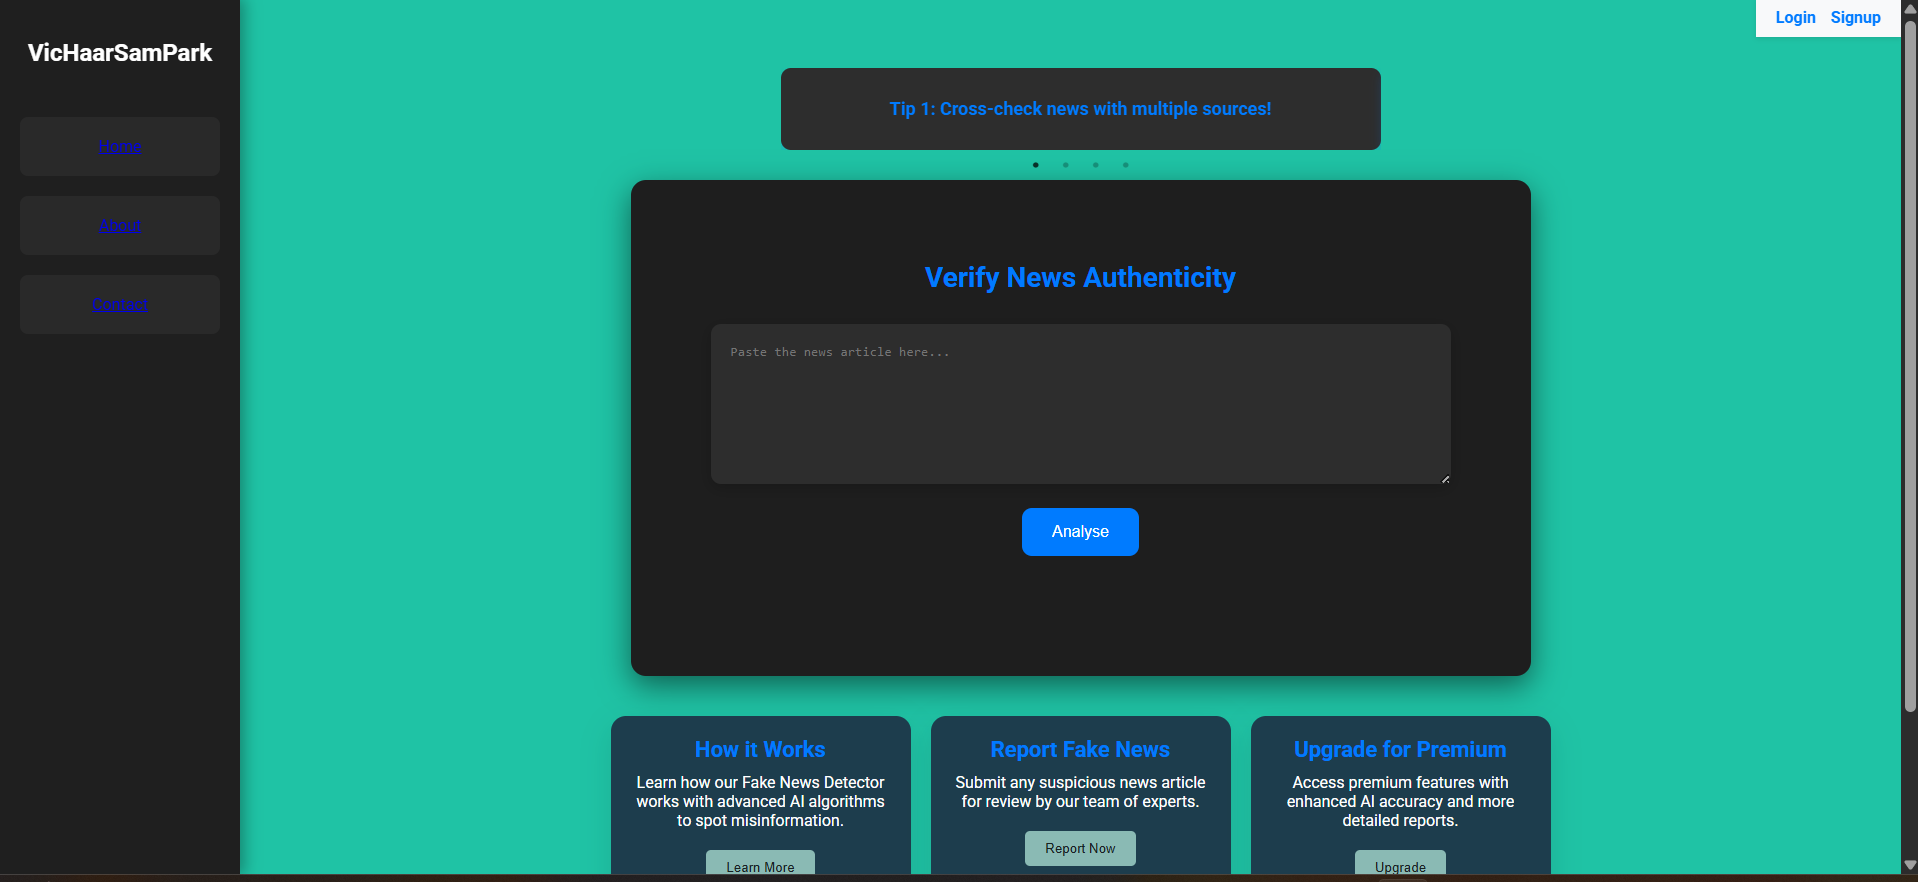 VicHaarSamPark
Home
About
Contact
Login Signup
Tip 1: Cross-check news with multiple sources!
Verify News Authenticity
Paste the news article here...
Analyse
How it Works
Learn how our Fake News Detector
works with advanced AI algorithms
to spot misinformation.
Learn More
Report Fake News
Submit any suspicious news article
for review by our team of experts.
Report Now
Upgrade for Premium
Access premium features with
enhanced AI accuracy and more
detailed reports.
Upgrade